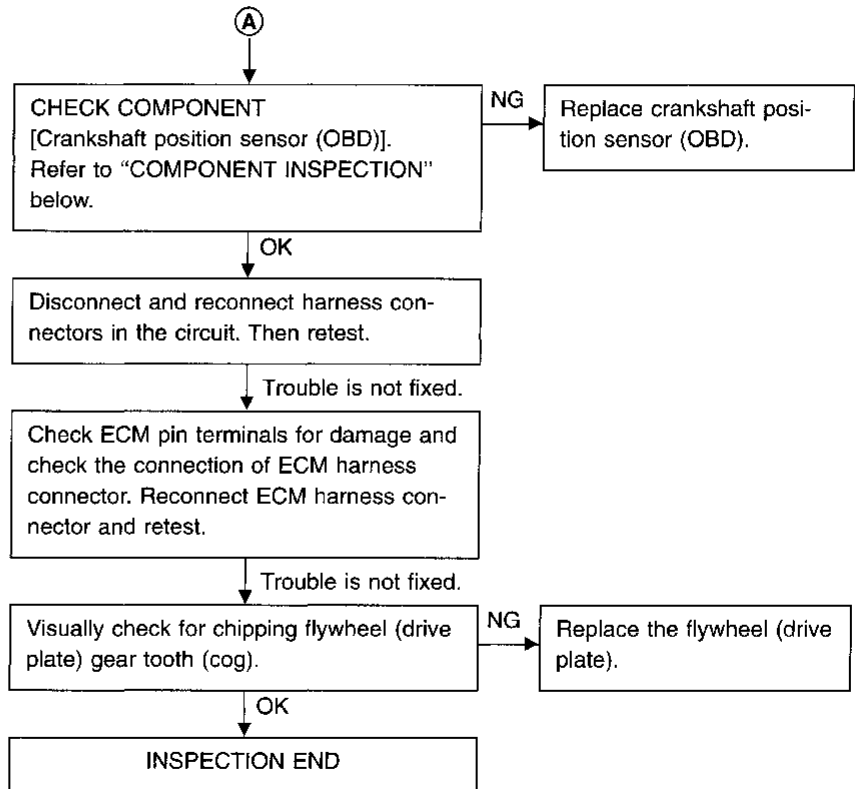 A
CHECK COMPONENT
[Crankshaft position sensor (OBD)].
Refer to “COMPONENT INSPECTION”
below.
NG
Replace crankshaft posi-
tion sensor (OBD).
OK
Disconnect and reconnect harness con-
nectors in the circuit. Then retest.
Trouble is not fixed.
Check ECM pin terminals for damage and
check the connection of ECM harness
connector. Reconnect ECM harness con-
nector and retest.
Trouble is not fixed.
Visually check for chipping flywheel (drive
plate) gear tooth (cog).
NG
Replace the flywheel (drive
plate).
OK
INSPECTION END